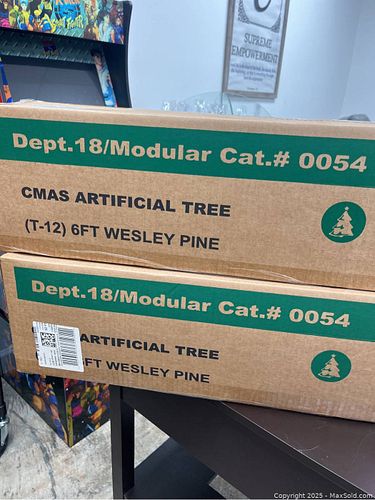 SUPREME
EMPOWERMENT
Dept.18/Modular Cat.# 0054
CMAS ARTIFICIAL TREE
(T-12) 6FT WESLEY PINE
Dept.18/Modular Cat.# 0054
ARTIFICIAL TREE
FT WESLEY PINE
Copyright 2025 - MaxSold.com